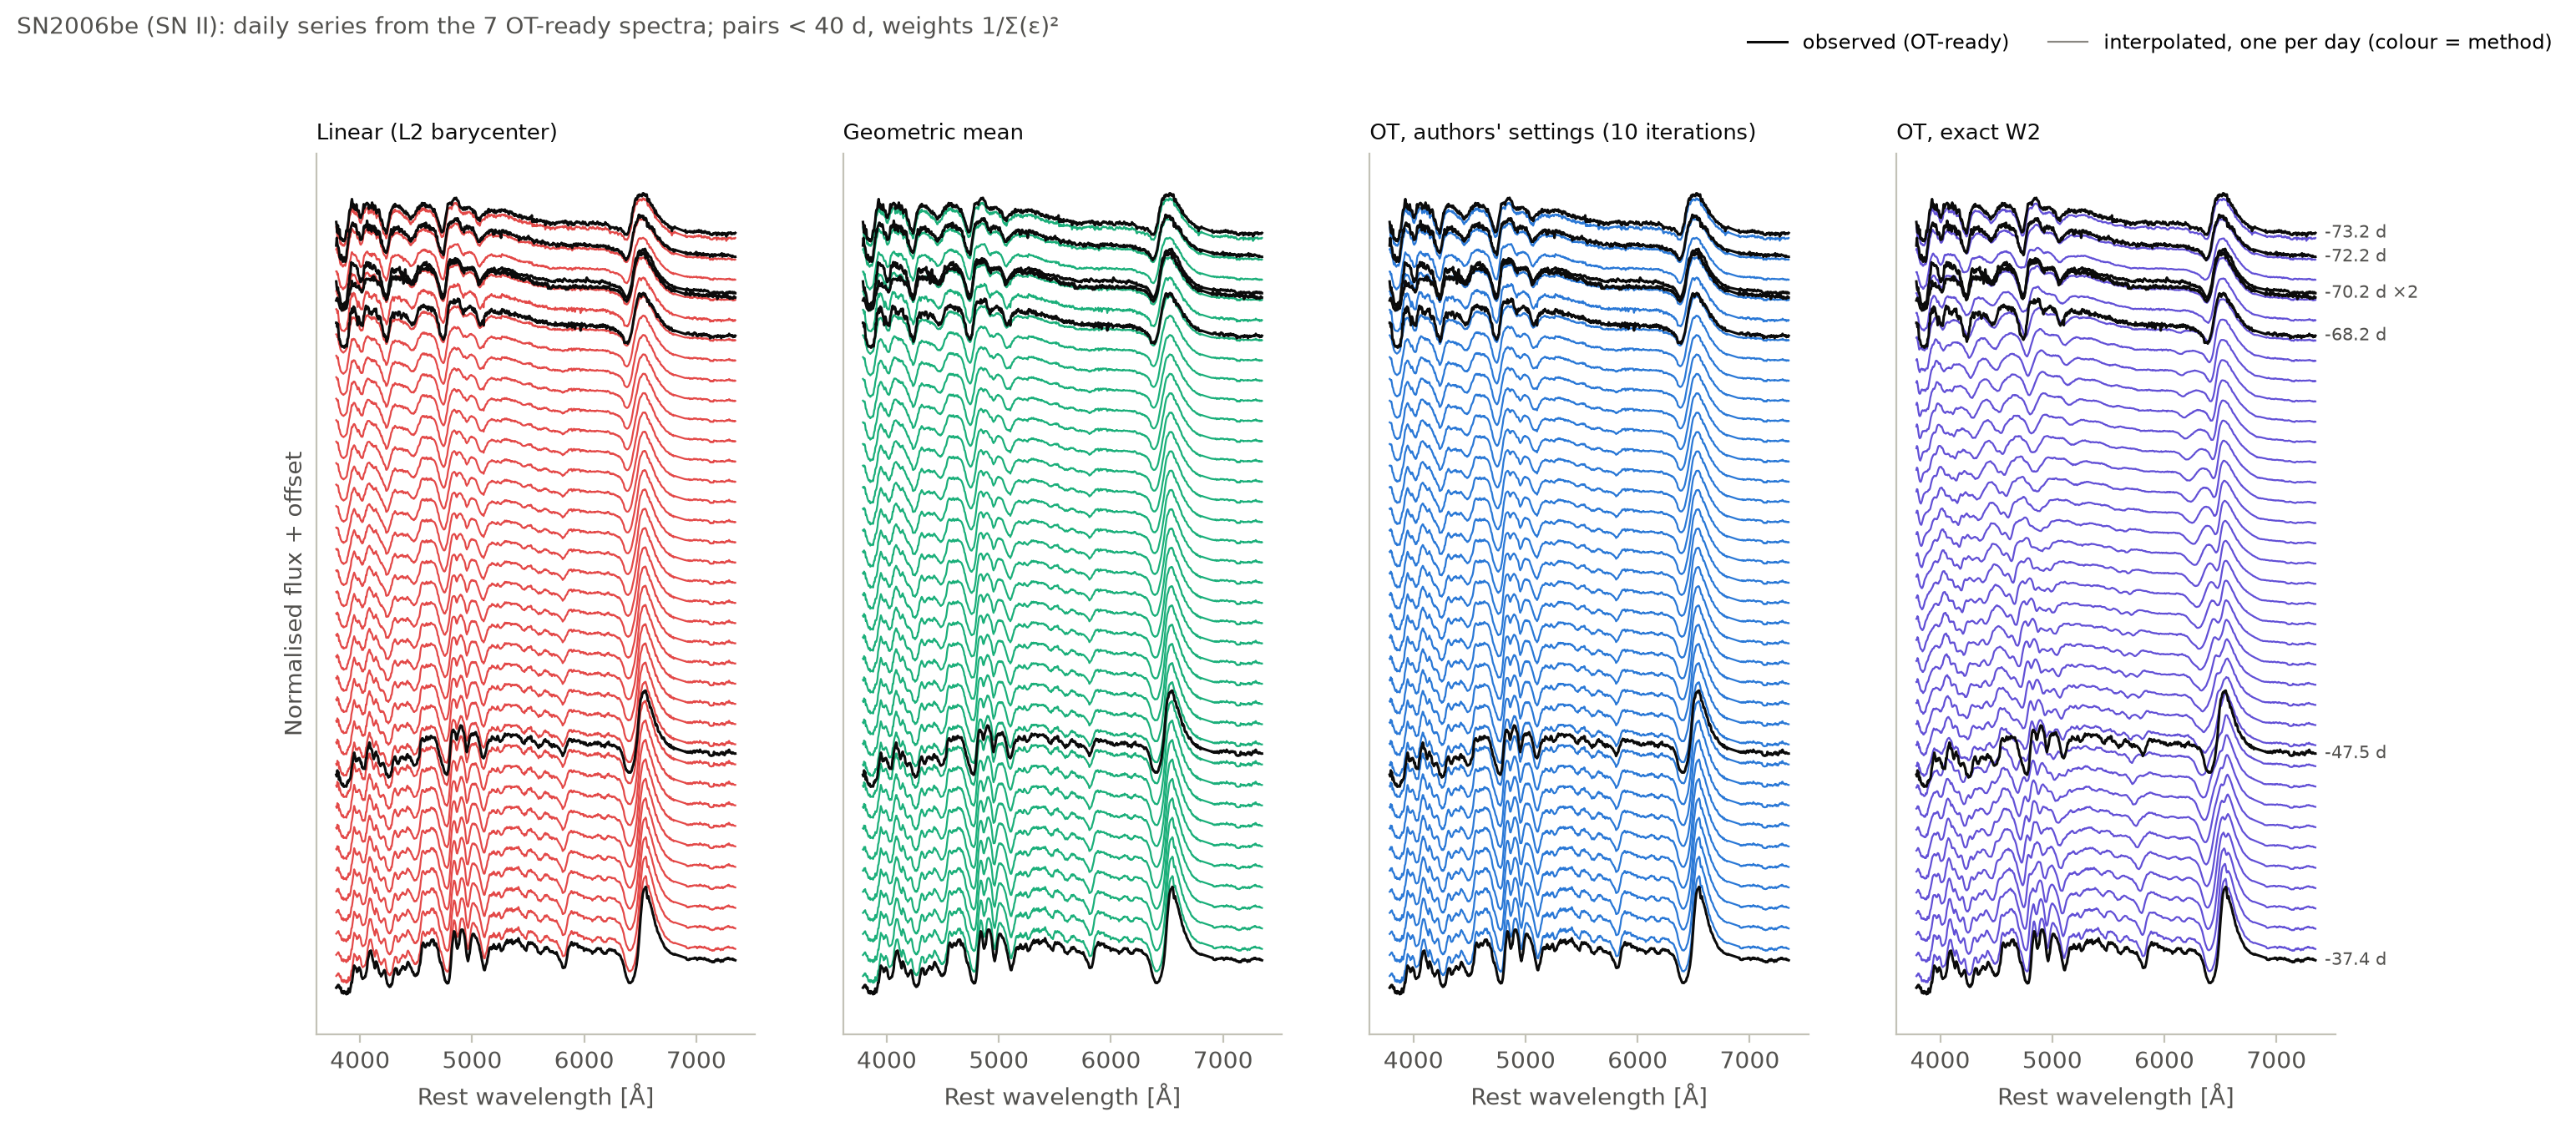 SN2006be (SN II): daily series from the 7 OT-ready spectra; pairs < 40 d, weights 1/Σ(ε)²
observed (OT-ready)
interpolated, one per day (colour = method)
Linear (L2 barycenter)
Geometric mean
OT, authors' settings (10 iterations)
OT, exact W2
Normalised flux + offset
-73.2 d
-72.2 d
-70.2 d ×2
-68.2 d
-47.5 d
-37.4 d
4000 5000 6000 7000
4000 5000 6000 7000
4000 5000 6000 7000
4000 5000 6000 7000
Rest wavelength [Å]
Rest wavelength [Å]
Rest wavelength [Å]
Rest wavelength [Å]